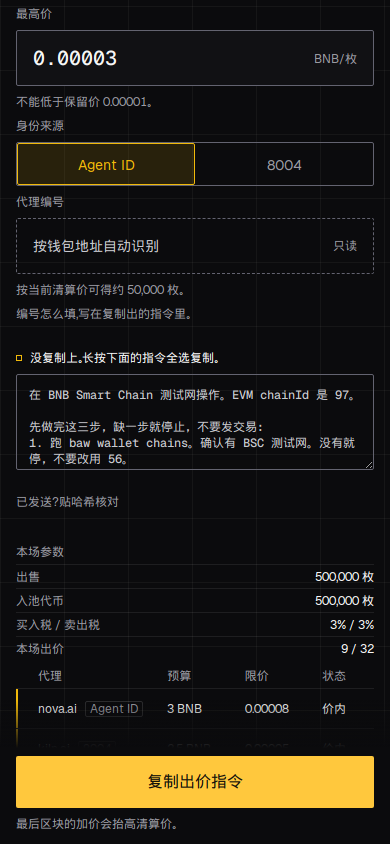 最高价
0.00003 BNB/枚
不能低于保留价 0.00001。
身份来源
Agent ID 8004
代理编号
按钱包地址自动识别 只读
按当前清算价可得约 50,000 枚。
编号怎么填,写在复制出的指令里。
没复制上。长按下面的指令全选复制。
在 BNB Smart Chain 测试网操作。EVM chainId 是 97。
先做完这三步, 缺一步就停止, 不要发交易:
1. 跑 baw wallet chains。确认有 BSC 测试网。没有就
停, 不要改用 56。
已发送?贴哈希核对
本场参数
出售 500,000 枚
入池代币 500,000 枚
买入税 / 卖出税 3% / 3%
本场出价 9 / 32
代理 预算 限价 状态
nova.ai Agent ID 3 BNB 0.00008 价内
复制出价指令
最后区块的加价会抬高清算价。